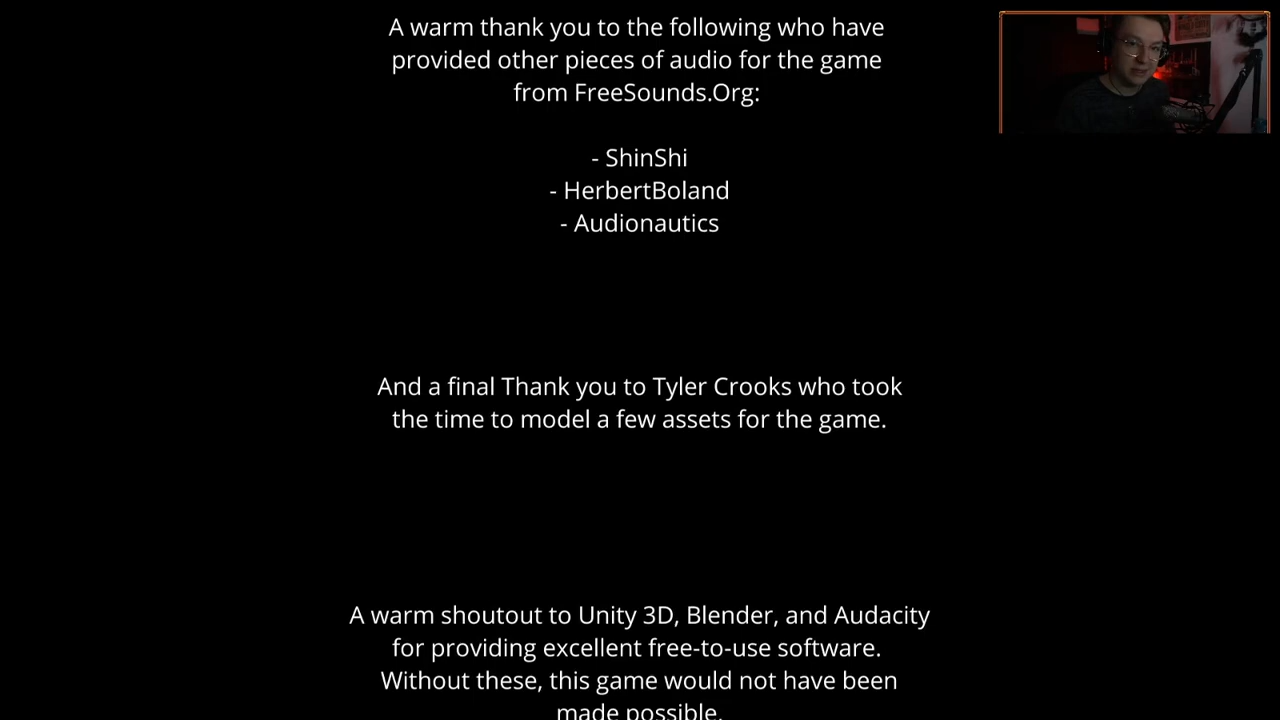 A warm thank you to the following who have
provided other pieces of audio for the game
from FreeSounds.Org:
- ShinShi
- HerbertBoland
- Audionautics
And a final Thank you to Tyler Crooks who took
the time to model a few assets for the game.
A warm shoutout to Unity 3D, Blender, and Audacity
for providing excellent free-to-use software.
Without these, this game would not have been
made possible.